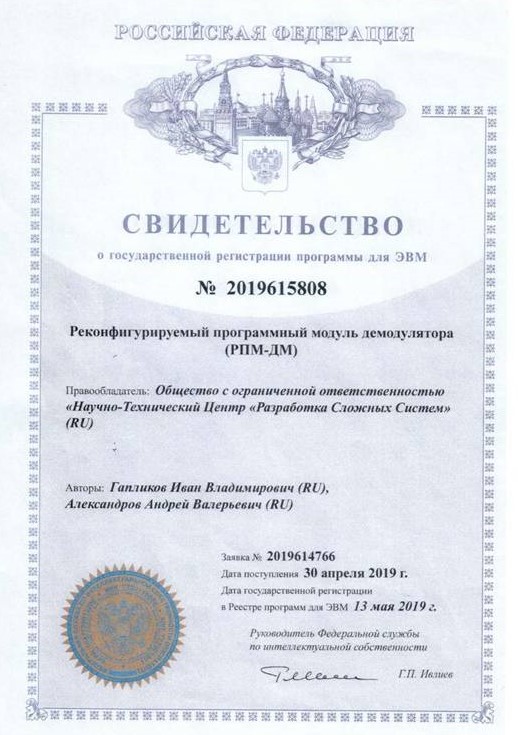 РОССИЙСКАЯ ФЕДЕРАЦИЯ
СВИДЕТЕЛЬСТВО
о государственной регистрации программы для ЭВМ
№ 2019615808
Реконфигурируемый программный модуль демодулятора
(РПМ-ДМ)
Правообладатель: Общество с ограниченной ответственностью
«Научно-Технический Центр «Разработка Сложных Систем»
(RU)
Авторы: Гапликов Иван Владимирович (RU),
Александров Андрей Валерьевич (RU)
Заявка № 2019614766
Дата поступления 30 апреля 2019 г.
Дата государственной регистрации
в Реестре программ для ЭВМ 13 мая 2019 г.
Руководитель Федеральной службы
по интеллектуальной собственности
Г.П. Ивлиев